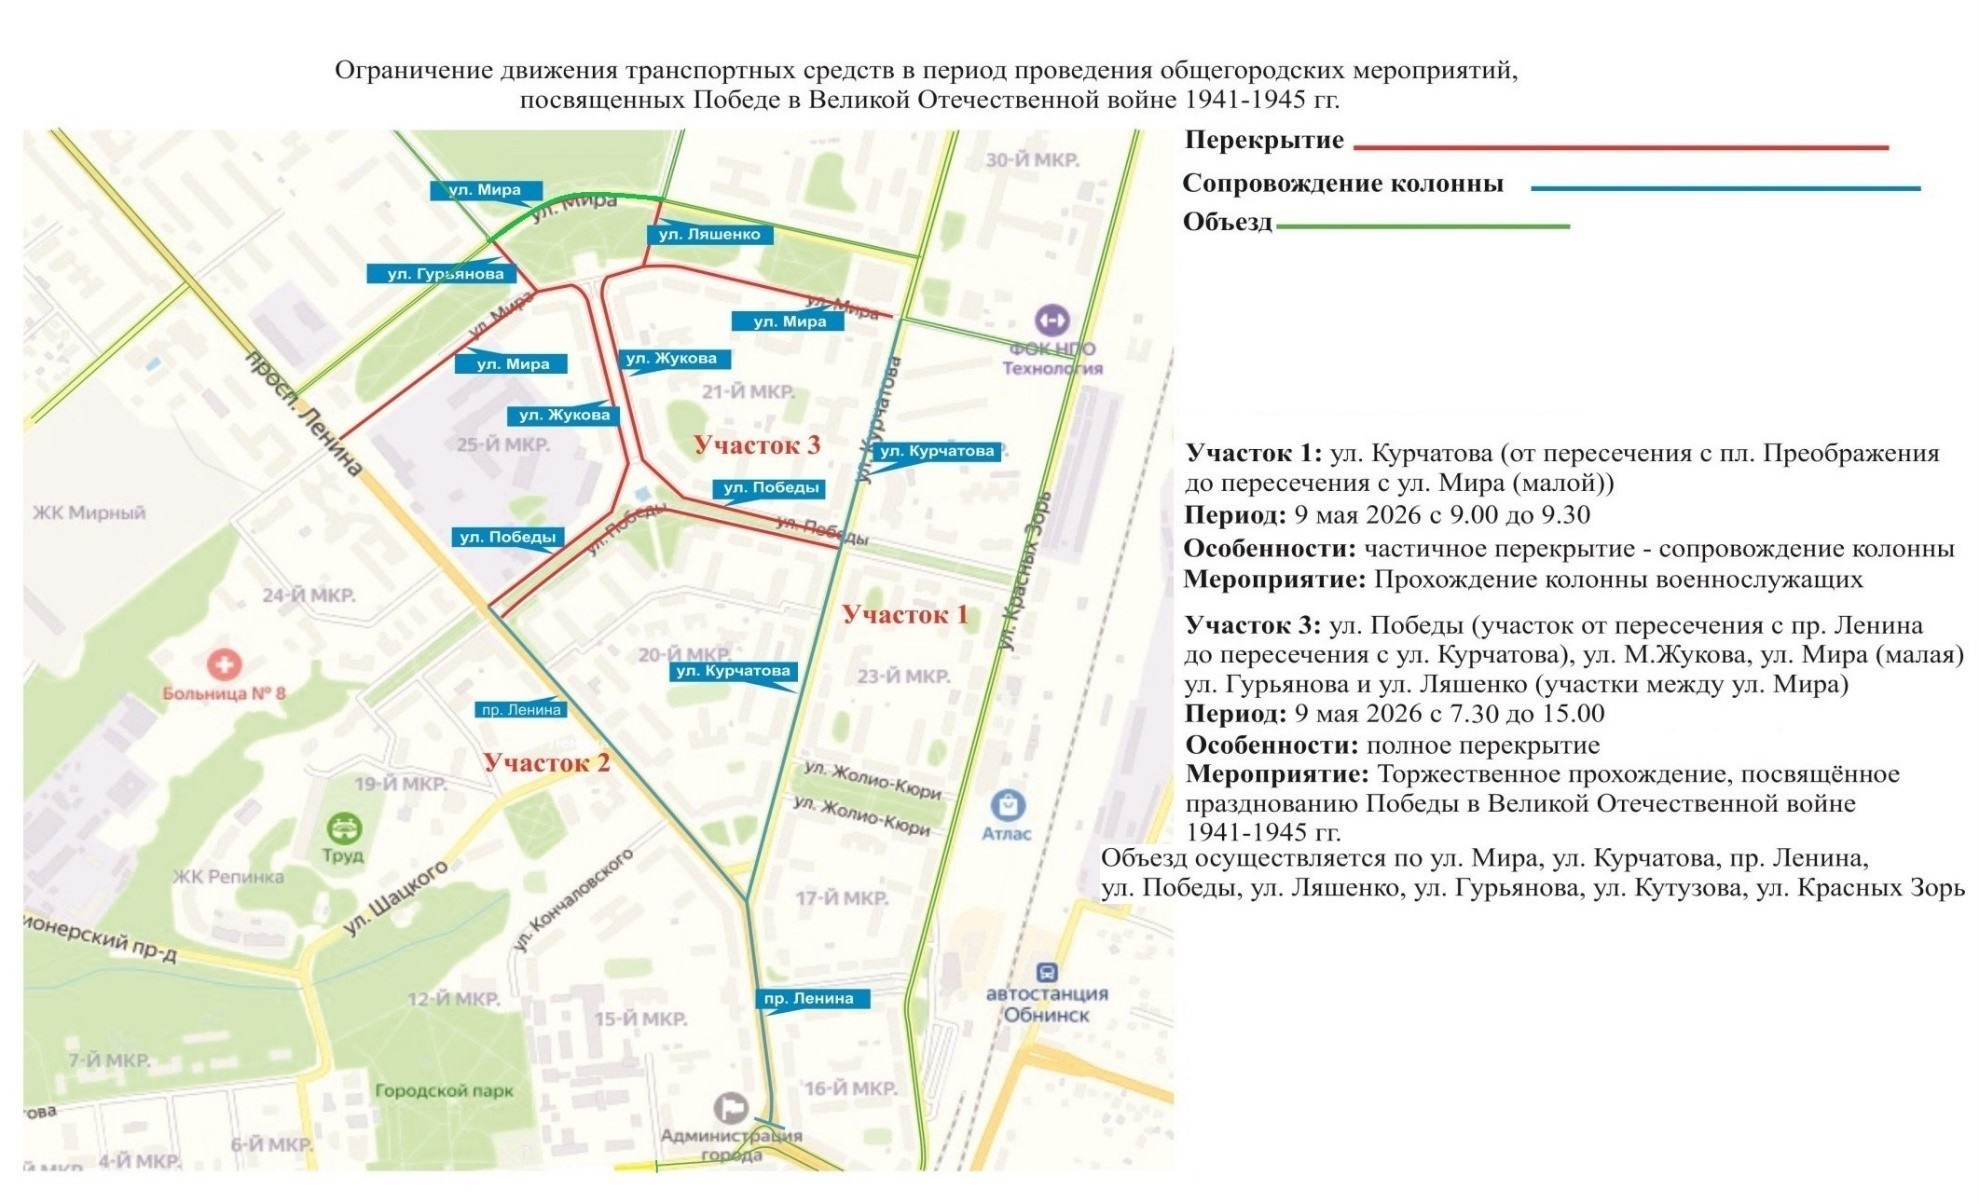 Ограничение движения транспортных средств в период проведения общегородских мероприятий,
посвященных Победе в Великой Отечественной войне 1941-1945 гг.
Перекрытие
Сопровождение колонны
Объезд
30-Й МКР.
ул. Мира
ул. Мира
ул. Ляшенко
ул. Гурьянова
ул. Мира
ул. Мира
ул. Мира
ФОК НПО
Технология
просп. Ленина
ул. Мира
ул. Жукова
21-Й МКР.
ул. Курчатова
ул. Жукова
25-Й МКР.
Участок 3
ул. Курчатова
ул. Победы
ЖК Мирный
ул. Победы
ул. Победы
ул. Победы
ул. Красных Зорь
24-Й МКР.
Участок 1
20-Й МКР.
ул. Курчатова
23-Й МКР.
Больница № 8
пр. Ленина
Участок 2
19-Й МКР.
ул. Жолио-Кюри
ул. Жолио-Кюри
Атлас
Труд
ЖК Репинка
ул. Шацкого
ул. Кончаловского
17-Й МКР.
ионерский пр-д
12-Й МКР.
15-Й МКР.
пр. Ленина
автостанция
Обнинск
7-Й МКР.
Городской парк
16-Й МКР.
ова
Администрация
города
6-Й МКР.
4-Й МКР.
Й МКР
Участок 1: ул. Курчатова (от пересечения с пл. Преображения
до пересечения с ул. Мира (малой))
Период: 9 мая 2026 с 9.00 до 9.30
Особенности: частичное перекрытие - сопровождение колонны
Мероприятие: Прохождение колонны военнослужащих
Участок 3: ул. Победы (участок от пересечения с пр. Ленина
до пересечения с ул. Курчатова), ул. М.Жукова, ул. Мира (малая)
ул. Гурьянова и ул. Ляшенко (участки между ул. Мира)
Период: 9 мая 2026 с 7.30 до 15.00
Особенности: полное перекрытие
Мероприятие: Торжественное прохождение, посвящённое
празднованию Победы в Великой Отечественной войне
1941-1945 гг.
Объезд осуществляется по ул. Мира, ул. Курчатова, пр. Ленина,
ул. Победы, ул. Ляшенко, ул. Гурьянова, ул. Кутузова, ул. Красных Зорь